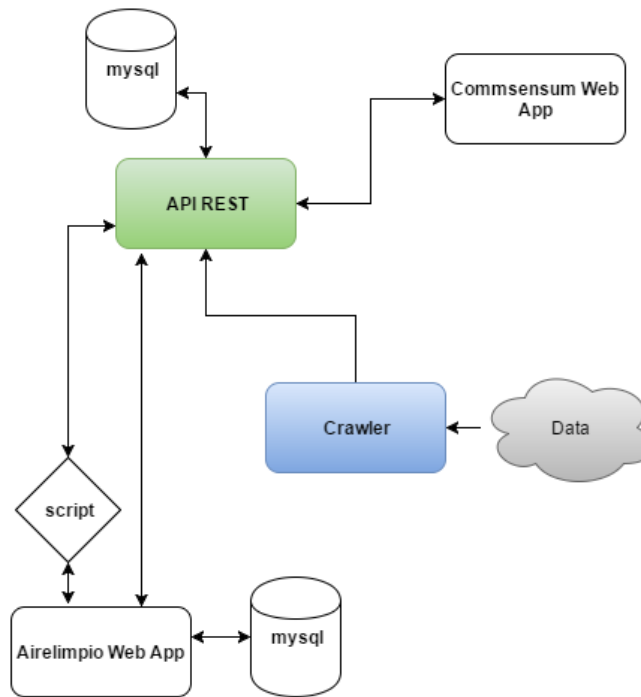 mysql
Commsensum Web
App
API REST
Crawler
Data
script
Airelimpio Web App
mysql